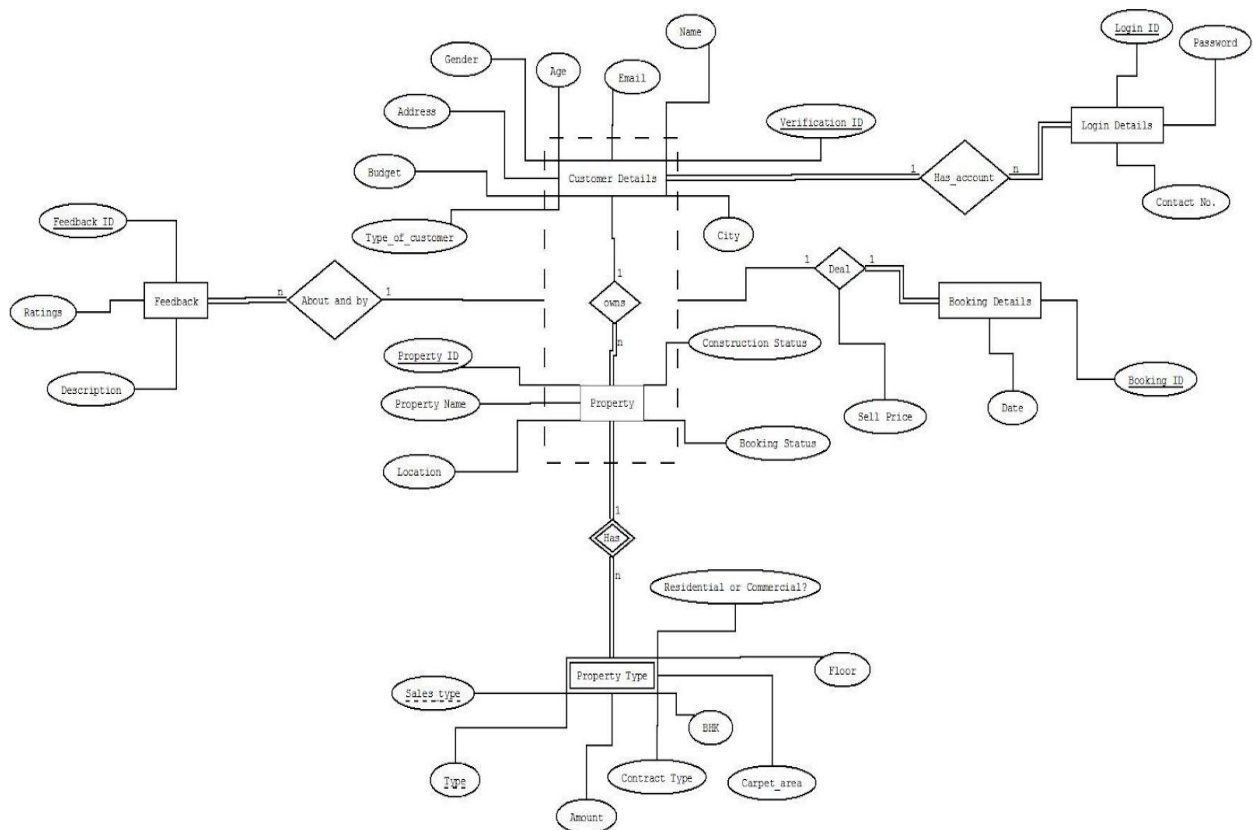 Name
Login ID
Password
Gender
Age
Email
Address
Verification ID
Login Details
Budget
Customer Details
1
Has_account
n
Contact No.
Feedback ID
Type_of_customer
City
Feedback
n
About and by
1
1
owns
n
1
Deal
1
Booking Details
Ratings
Construction Status
Property ID
Description
Property Name
Property
Sell Price
Date
Booking ID
Location
Booking Status
1
Has
n
Residential or Commercial?
Property Type
Floor
Sales type
BHK
Type
Contract Type
Carpet_area
Amount